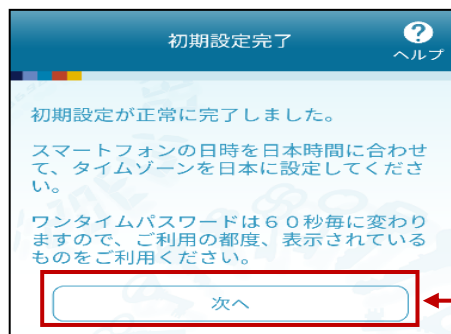 初期設定完了
?
ヘルプ
初期設定が正常に完了しました。
スマートフォンの日時を日本時間に合わせ
て、タイムゾーンを日本に設定してくださ
い。
ワンタイムパスワードは６０秒毎に変わり
ますので、ご利用の都度、表示されている
ものをご利用ください。
次へ